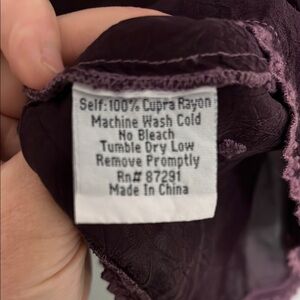 Self:100% Cupra Rayon
Machine Wash Cold
No Bleach
Tumble Dry Low
Remove Promptly
Rn# 87291
Made In China